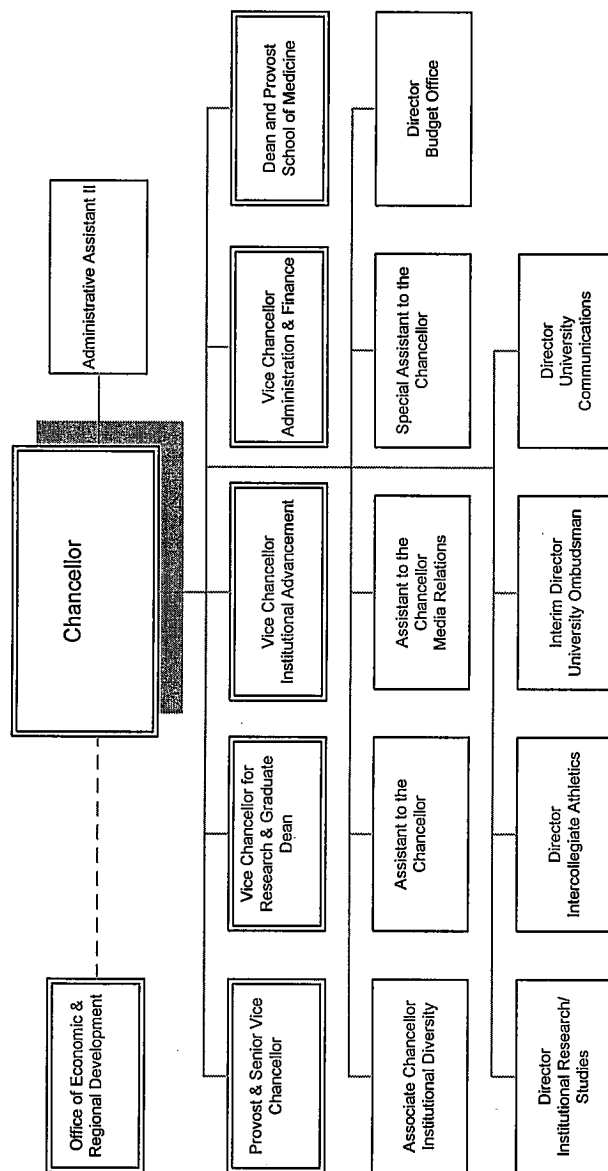 Chancellor
Administrative Assistant II
Office of Economic &
Regional Development
Provost & Senior Vice
Chancellor
Vice Chancellor for
Research & Graduate
Dean
Vice Chancellor
Institutional Advancement
Vice Chancellor
Administration & Finance
Dean and Provost
School of Medicine
Associate Chancellor
Institutional Diversity
Assistant to the
Chancellor
Assistant to the
Chancellor
Media Relations
Special Assistant to the
Chancellor
Director
Budget Office
Director
Institutional Research/
Studies
Director
Intercollegiate Athletics
Interim Director
University Ombudsman
Director
University
Communications